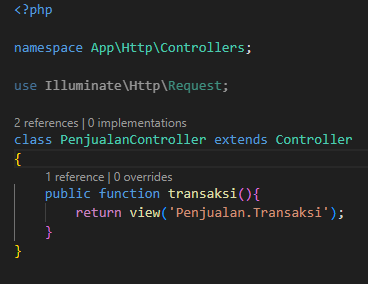 <?php
namespace App\Http\Controllers;
use Illuminate\Http\Request;
2 references | 0 implementations
class PenjualanController extends Controller
{
1 reference | 0 overrides
public function transaksi(){
return view('Penjualan.Transaksi');
}
}